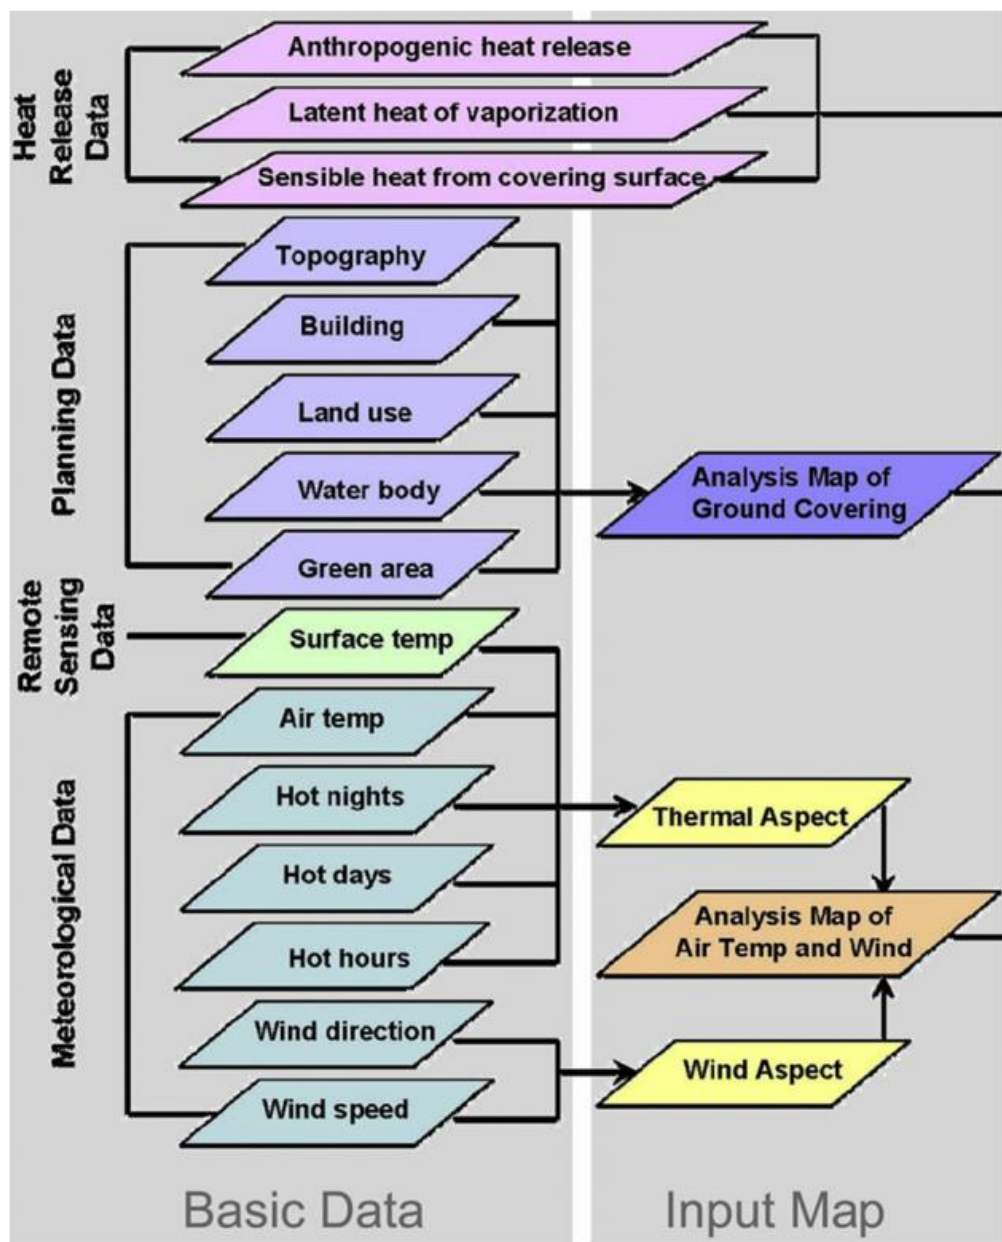 Heat
Release
Data
Anthropogenic heat release
Latent heat of vaporization
Sensible heat from covering surface
Planning Data
Topography
Building
Land use
Water body
Green area
Analysis Map of
Ground Covering
Remote
Sensing
Data
Surface temp
Meteorological Data
Air temp
Hot nights
Hot days
Hot hours
Wind direction
Wind speed
Thermal Aspect
Analysis Map of
Air Temp and Wind
Wind Aspect
Basic Data
Input Map